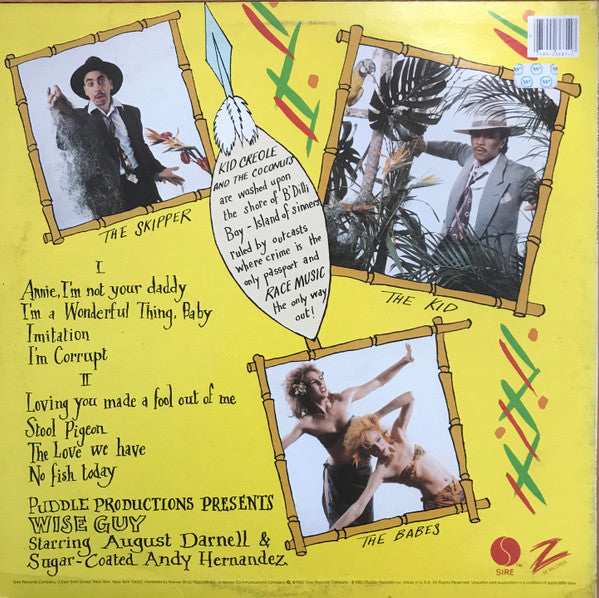 KID CREOLE
AND THE COCONUTS
are washed upon
the shore of 'B'Dilli
Boy - Island of sinners
ruled by outcasts
where crime is the
only passport and
RACE MUSIC
the only way
out!
THE SKIPPER
THE KID
I
Annie, I'm not your daddy
I'm a Wonderful Thing, Baby
Imitation
I'm Corrupt
II
Loving you made a fool out of me
Stool Pigeon
The Love we have
No fish today
THE BABES
PUDDLE PRODUCTIONS PRESENTS
WISE GUY
Starring August Darnell &
Sugar-Coated Andy Hernandez.
SIRE
ZE RECORDS